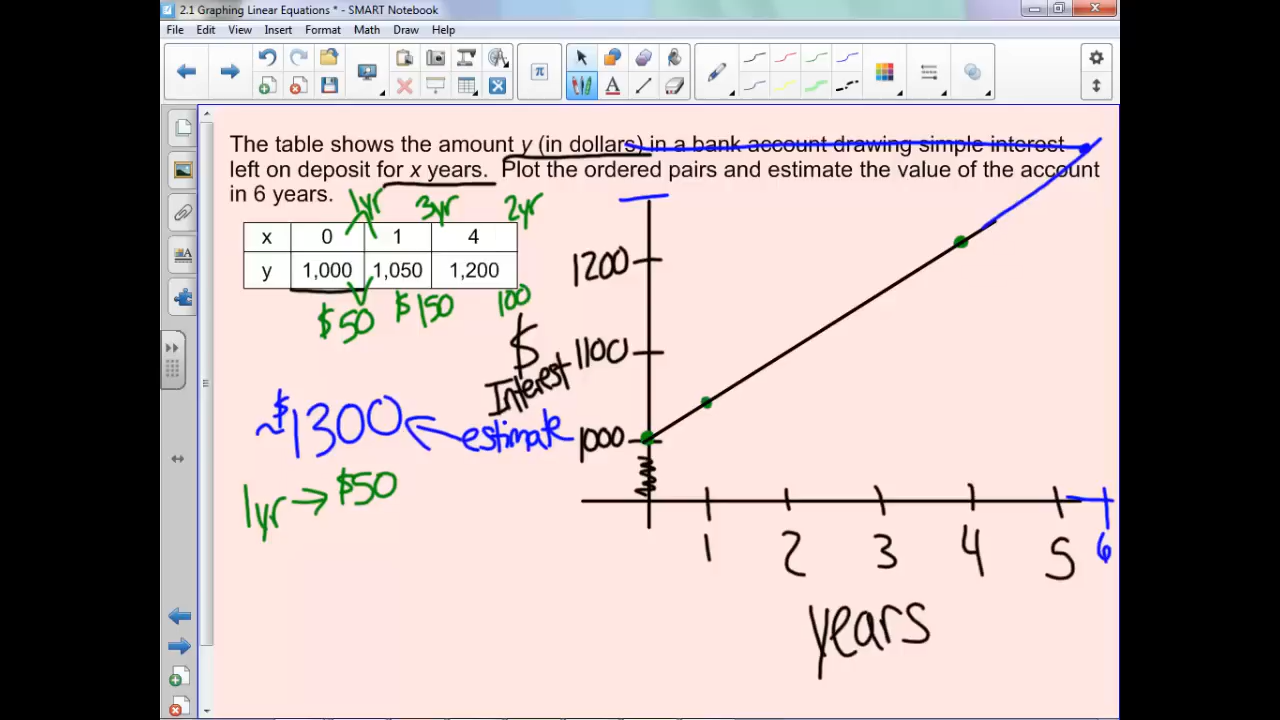 2.1 Graphing Linear Equations * - SMART Notebook
File Edit View Insert Format Math Draw Help
The table shows the amount y (in dollars) in a bank account drawing simple interest
left on deposit for x years. Plot the ordered pairs and estimate the value of the account
in 6 years.
1yr 3yr 2yr
x 0 1 4
y 1,000 1,050 1,200
$50 $150 100
1200
1100
1000
$
Interest
~$1300
estimate
1yr → $50
1 2 3 4 5 6
years